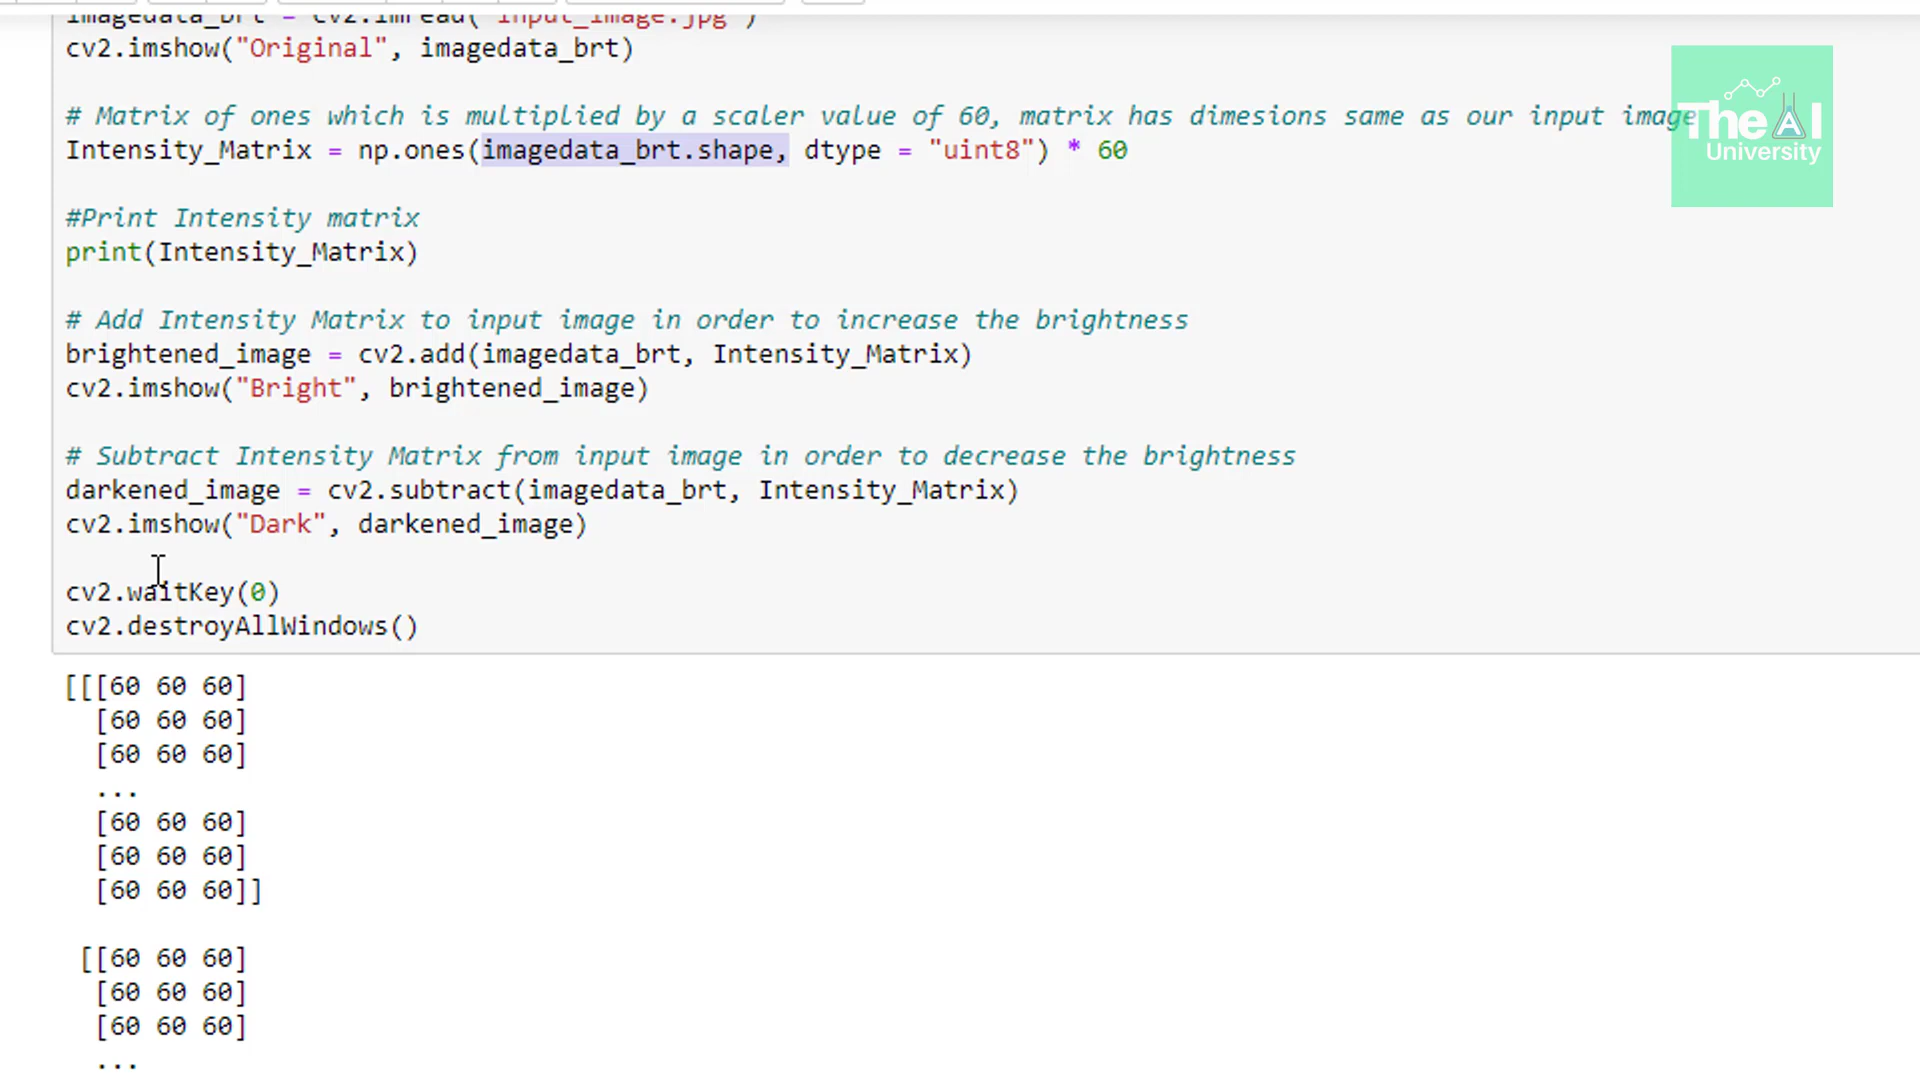 imagedata_brt = cv2.imread("input_image.jpg")
cv2.imshow("Original", imagedata_brt)
# Matrix of ones which is multiplied by a scaler value of 60, matrix has dimesions same as our input image
Intensity_Matrix = np.ones(imagedata_brt.shape, dtype = "uint8") * 60
#Print Intensity matrix
print(Intensity_Matrix)
# Add Intensity Matrix to input image in order to increase the brightness
brightened_image = cv2.add(imagedata_brt, Intensity_Matrix)
cv2.imshow("Bright", brightened_image)
# Subtract Intensity Matrix from input image in order to decrease the brightness
darkened_image = cv2.subtract(imagedata_brt, Intensity_Matrix)
cv2.imshow("Dark", darkened_image)
cv2.waitKey(0)
cv2.destroyAllWindows()
[[[60 60 60]
[60 60 60]
[60 60 60]
...
[60 60 60]
[60 60 60]
[60 60 60]]
[[60 60 60]
[60 60 60]
[60 60 60]
...
The AI
University